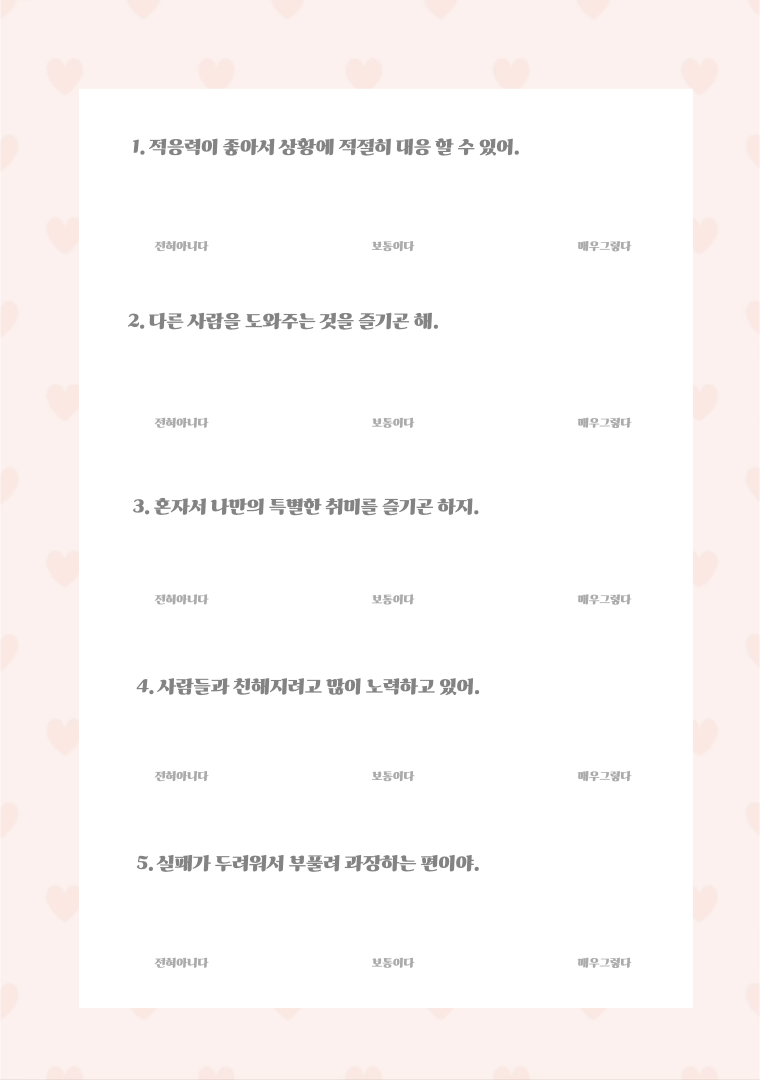 1. 적응력이 좋아서 상황에 적절히 대응 할 수 있어.
전혀아니다 보통이다 매우그렇다
2. 다른 사람을 도와주는 것을 즐기곤 해.
전혀아니다 보통이다 매우그렇다
3. 혼자서 나만의 특별한 취미를 즐기곤 하지.
전혀아니다 보통이다 매우그렇다
4. 사람들과 친해지려고 많이 노력하고 있어.
전혀아니다 보통이다 매우그렇다
5. 실패가 두려워서 부풀려 과장하는 편이야.
전혀아니다 보통이다 매우그렇다